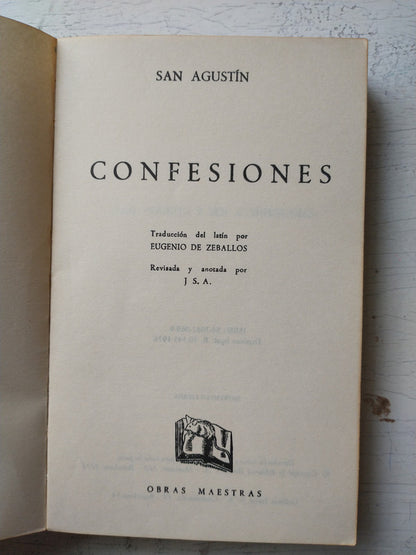 SAN AGUSTÍN
CONFESIONES
Traducción del latín por
EUGENIO DE ZEBALLOS
Revisada y anotada por
J S. A.
OBRAS MAESTRAS